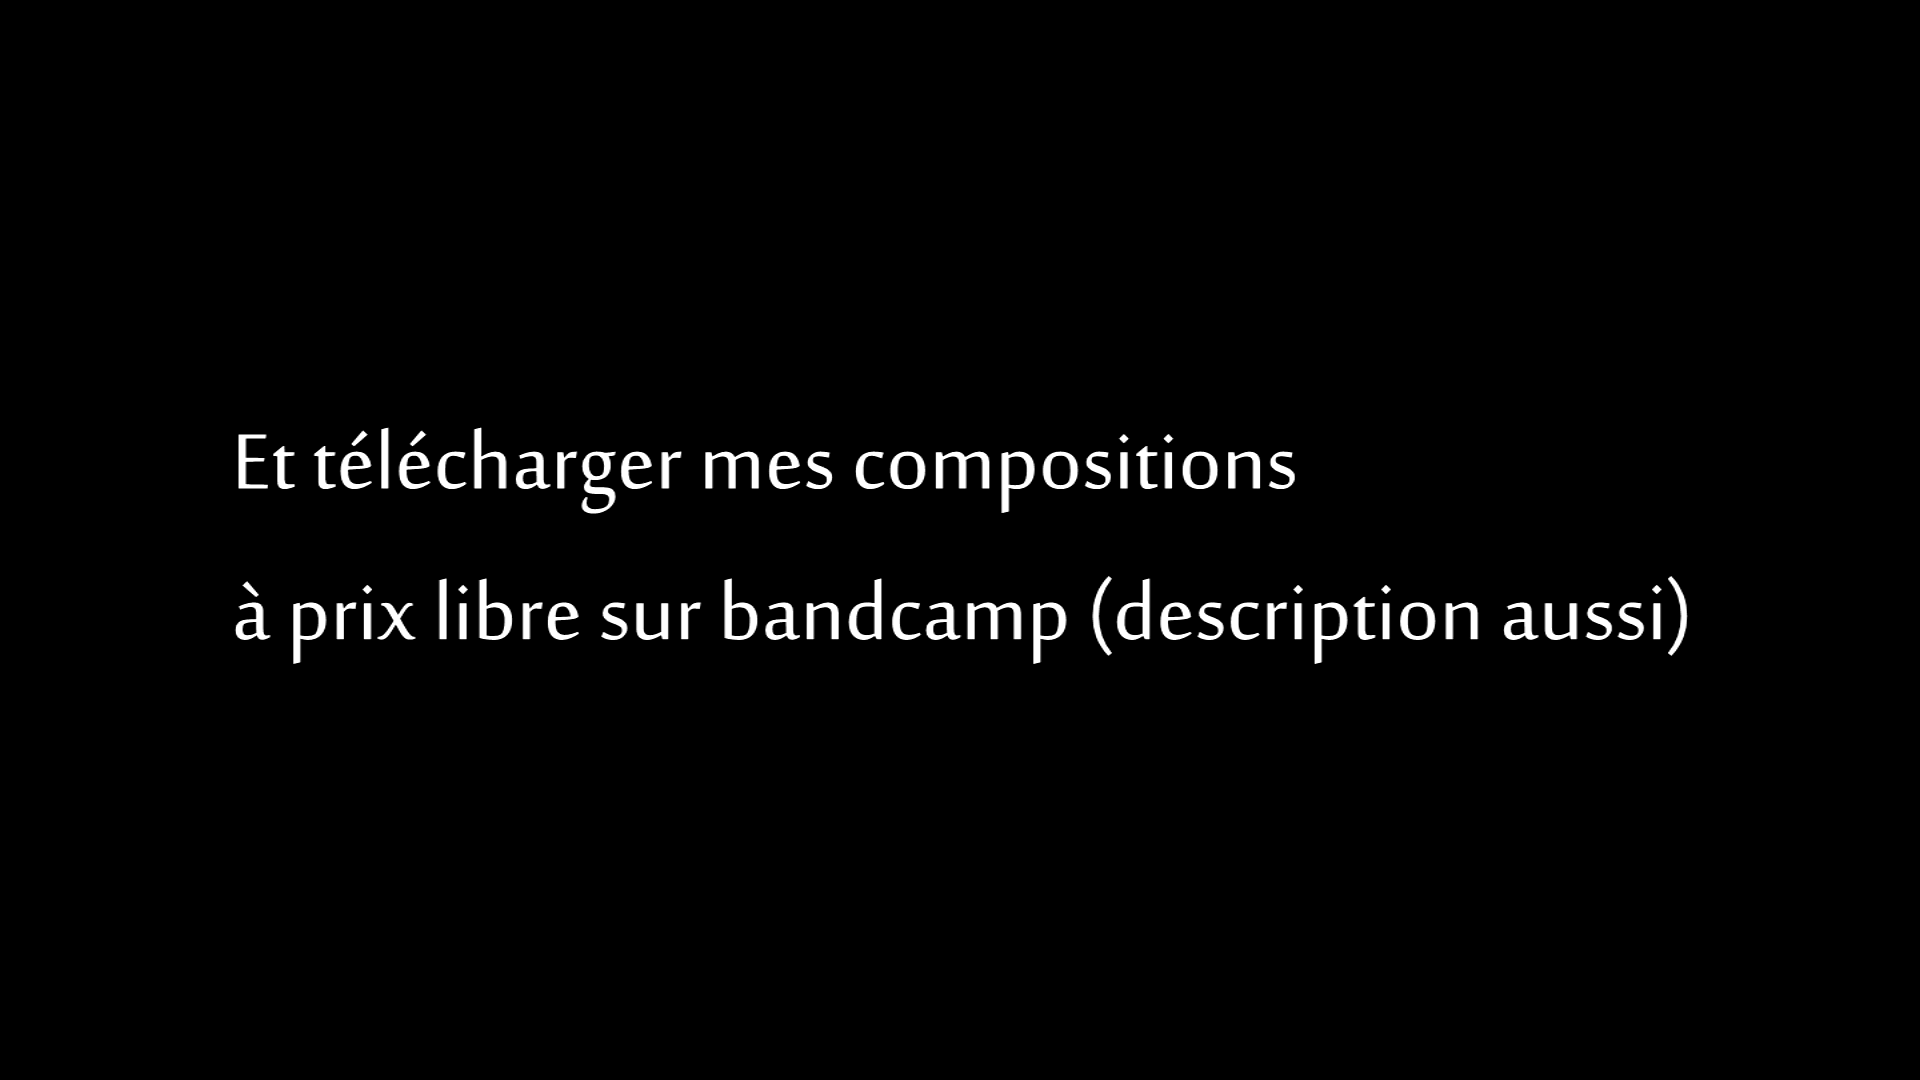 Et télécharger mes compositions
à prix libre sur bandcamp (description aussi)